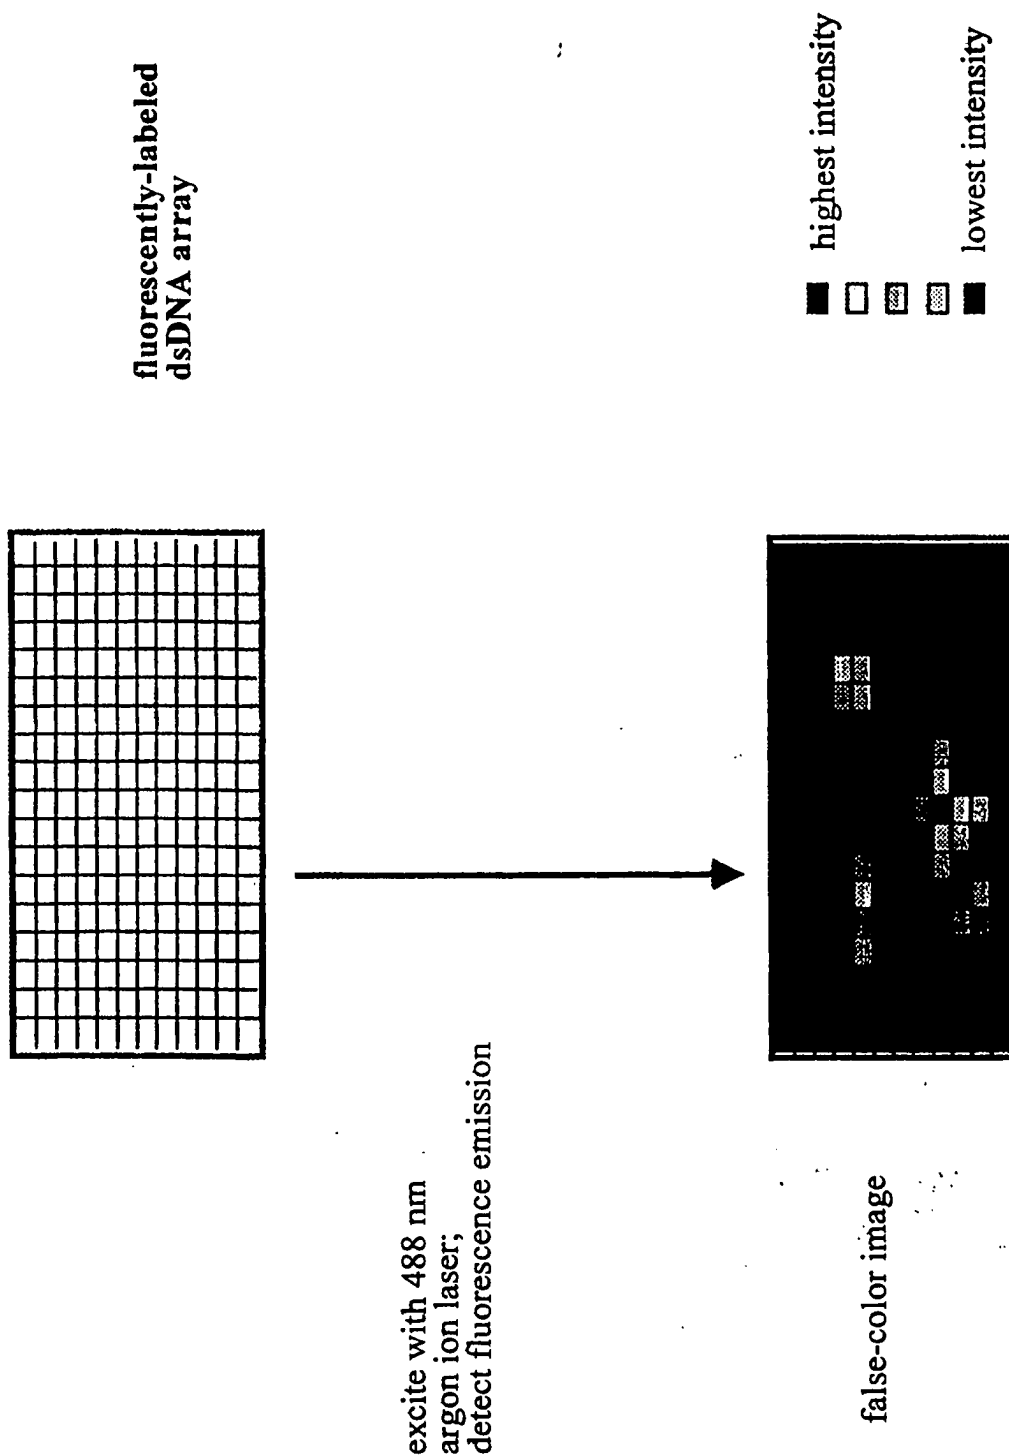 fluorescently-labeled
dsDNA array
excite with 488 nm
argon ion laser;
detect fluorescence emission
false-color image
highest intensity
lowest intensity